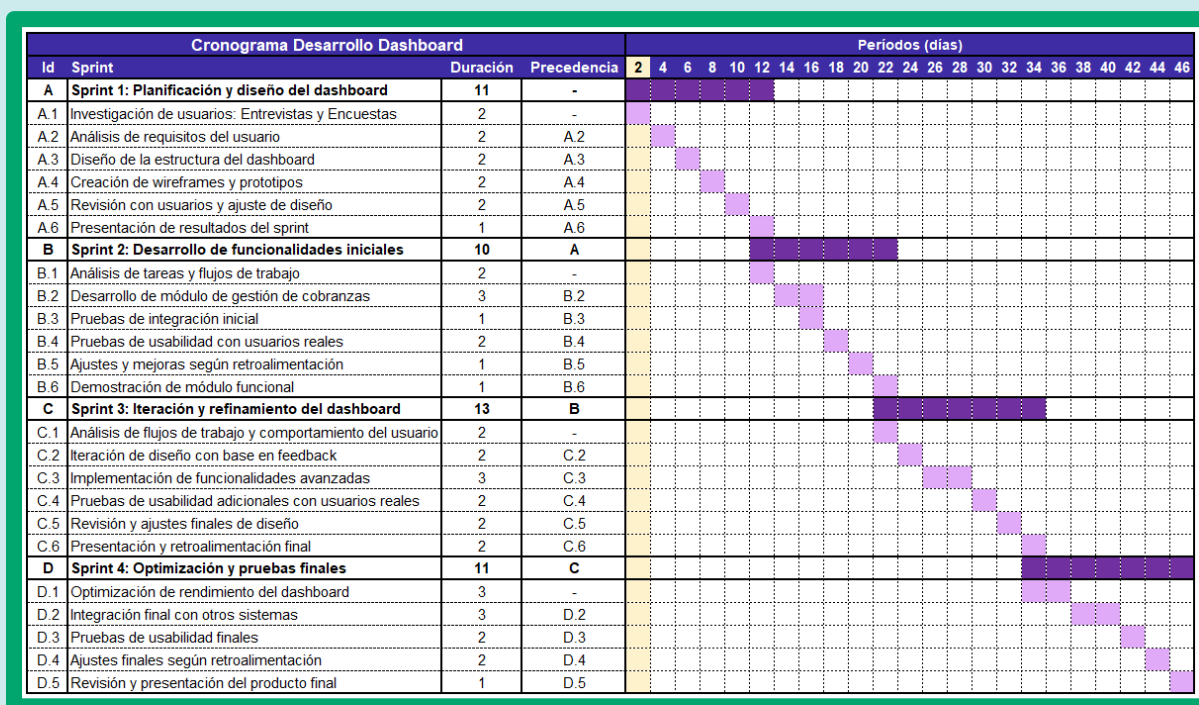 Cronograma Desarrollo Dashboard Períodos (días)
Id Sprint Duración Precedencia 2 4 6 8 10 12 14 16 18 20 22 24 26 28 30 32 34 36 38 40 42 44 46
A Sprint 1: Planificación y diseño del dashboard 11 -
A.1 Investigación de usuarios: Entrevistas y Encuestas 2 -
A.2 Análisis de requisitos del usuario 2 A.2
A.3 Diseño de la estructura del dashboard 2 A.3
A.4 Creación de wireframes y prototipos 2 A.4
A.5 Revisión con usuarios y ajuste de diseño 2 A.5
A.6 Presentación de resultados del sprint 1 A.6
B Sprint 2: Desarrollo de funcionalidades iniciales 10 A
B.1 Análisis de tareas y flujos de trabajo 2 -
B.2 Desarrollo de módulo de gestión de cobranzas 3 B.2
B.3 Pruebas de integración inicial 1 B.3
B.4 Pruebas de usabilidad con usuarios reales 2 B.4
B.5 Ajustes y mejoras según retroalimentación 1 B.5
B.6 Demostración de módulo funcional 1 B.6
C Sprint 3: Iteración y refinamiento del dashboard 13 B
C.1 Análisis de flujos de trabajo y comportamiento del usuario 2 -
C.2 Iteración de diseño con base en feedback 2 C.2
C.3 Implementación de funcionalidades avanzadas 3 C.3
C.4 Pruebas de usabilidad adicionales con usuarios reales 2 C.4
C.5 Revisión y ajustes finales de diseño 2 C.5
C.6 Presentación y retroalimentación final 2 C.6
D Sprint 4: Optimización y pruebas finales 11 C
D.1 Optimización de rendimiento del dashboard 3 -
D.2 Integración final con otros sistemas 3 D.2
D.3 Pruebas de usabilidad finales 2 D.3
D.4 Ajustes finales según retroalimentación 2 D.4
D.5 Revisión y presentación del producto final 1 D.5